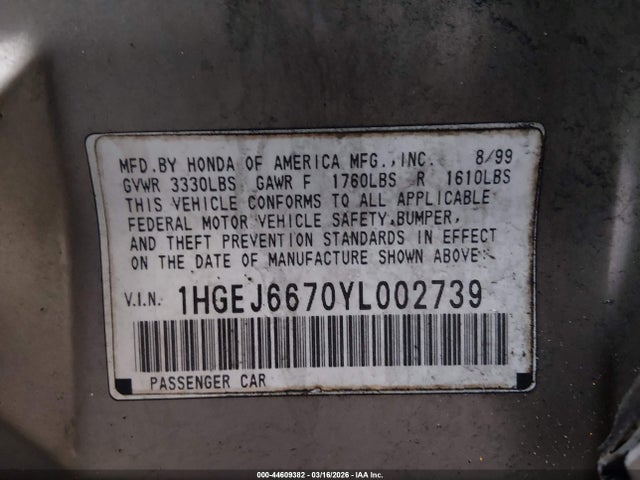 MFD.BY HONDA OF AMERICA MFG.,INC. 8/99
GVWR 3330LBS GAWR F 1760LBS R 1610LBS
THIS VEHICLE CONFORMS TO ALL APPLICABLE
FEDERAL MOTOR VEHICLE SAFETY,BUMPER,
AND THEFT PREVENTION STANDARDS IN EFFECT
ON THE DATE OF MANUFACTURE SHOWN ABOVE.
V.I.N. 1HGEJ6670YL002739
PASSENGER CAR
000-44609382 - 03/16/2026 - IAA Inc.